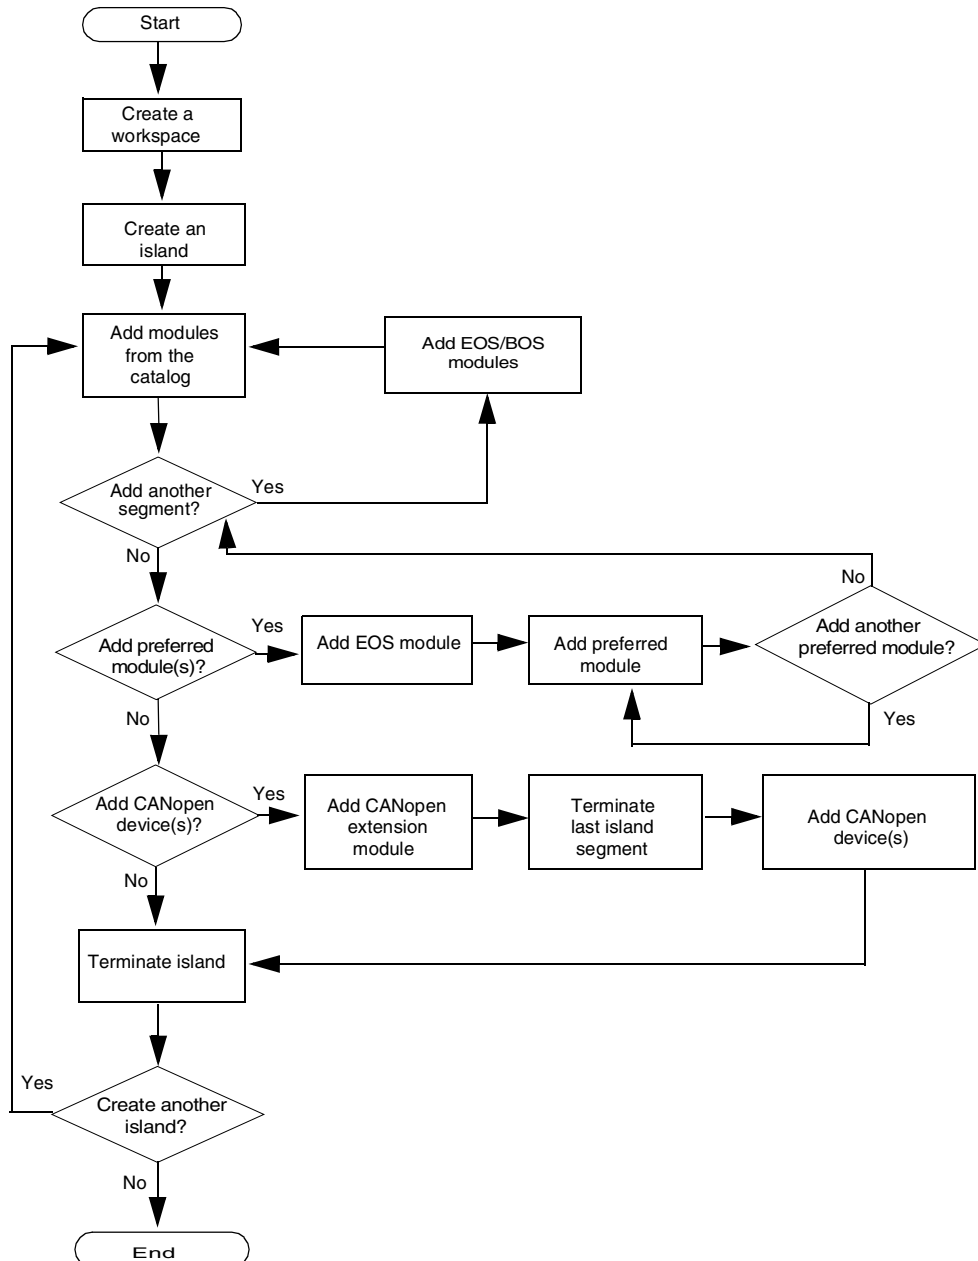 Start
Create a
workspace
Create an
island
Add modules
from the
catalog
Add EOS/BOS
modules
Add another
segment?
Yes
No
Add preferred
module(s)?
Yes
Add EOS module
Add preferred
module
Add another
preferred module?
No
Yes
No
Add CANopen
device(s)?
Yes
Add CANopen
extension
module
Terminate
last island
segment
Add CANopen
device(s)
No
Terminate island
Create another
island?
Yes
No
End